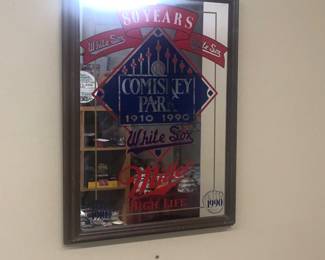 80 YEARS
White Sox White Sox
COMISKEY
PARK
1910 1990
White Sox
Miller
HIGH LIFE
1990